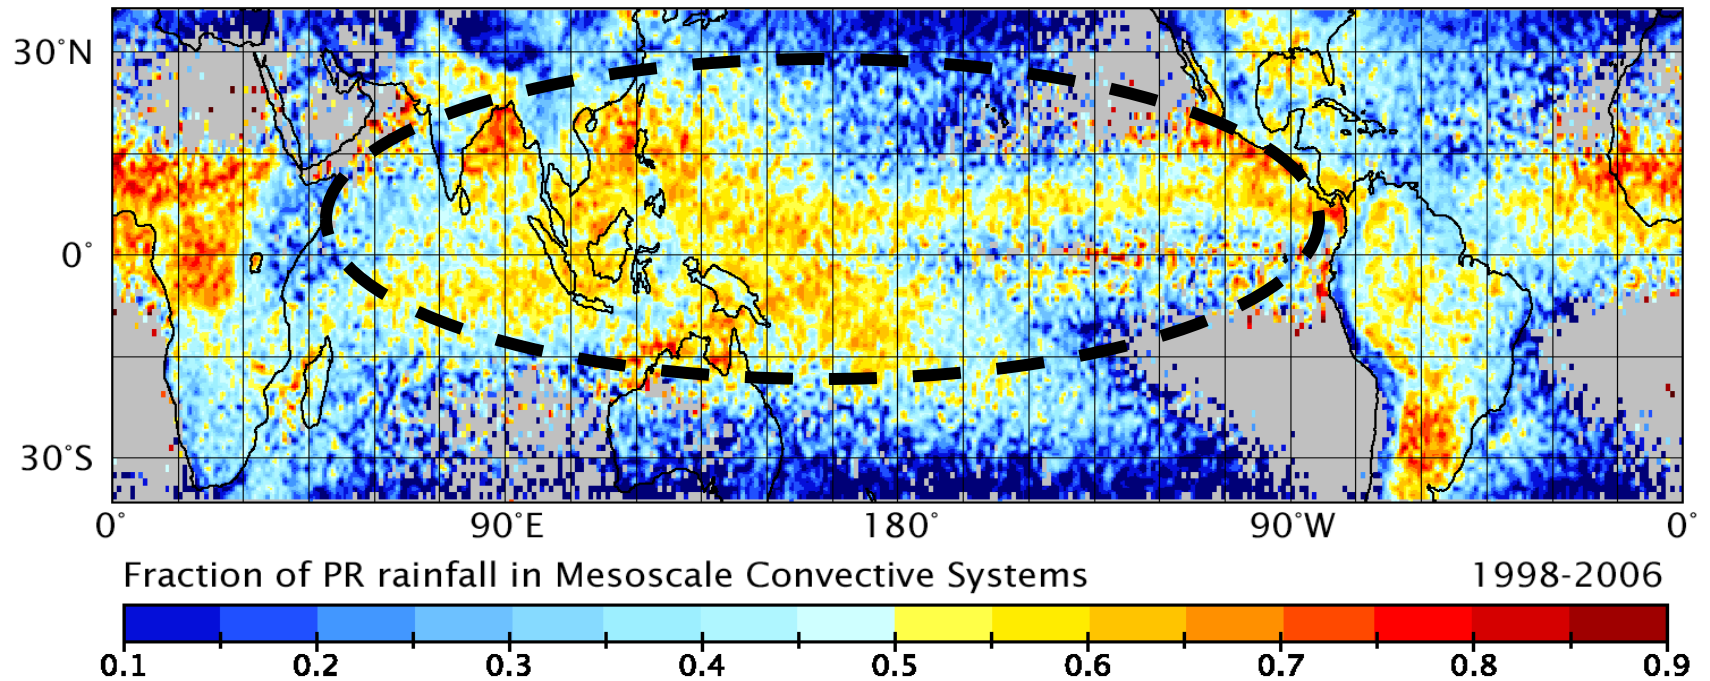 30°N
0°
30°S
0° 90°E 180° 90°W 0°
Fraction of PR rainfall in Mesoscale Convective Systems 1998-2006
0.1 0.2 0.3 0.4 0.5 0.6 0.7 0.8 0.9